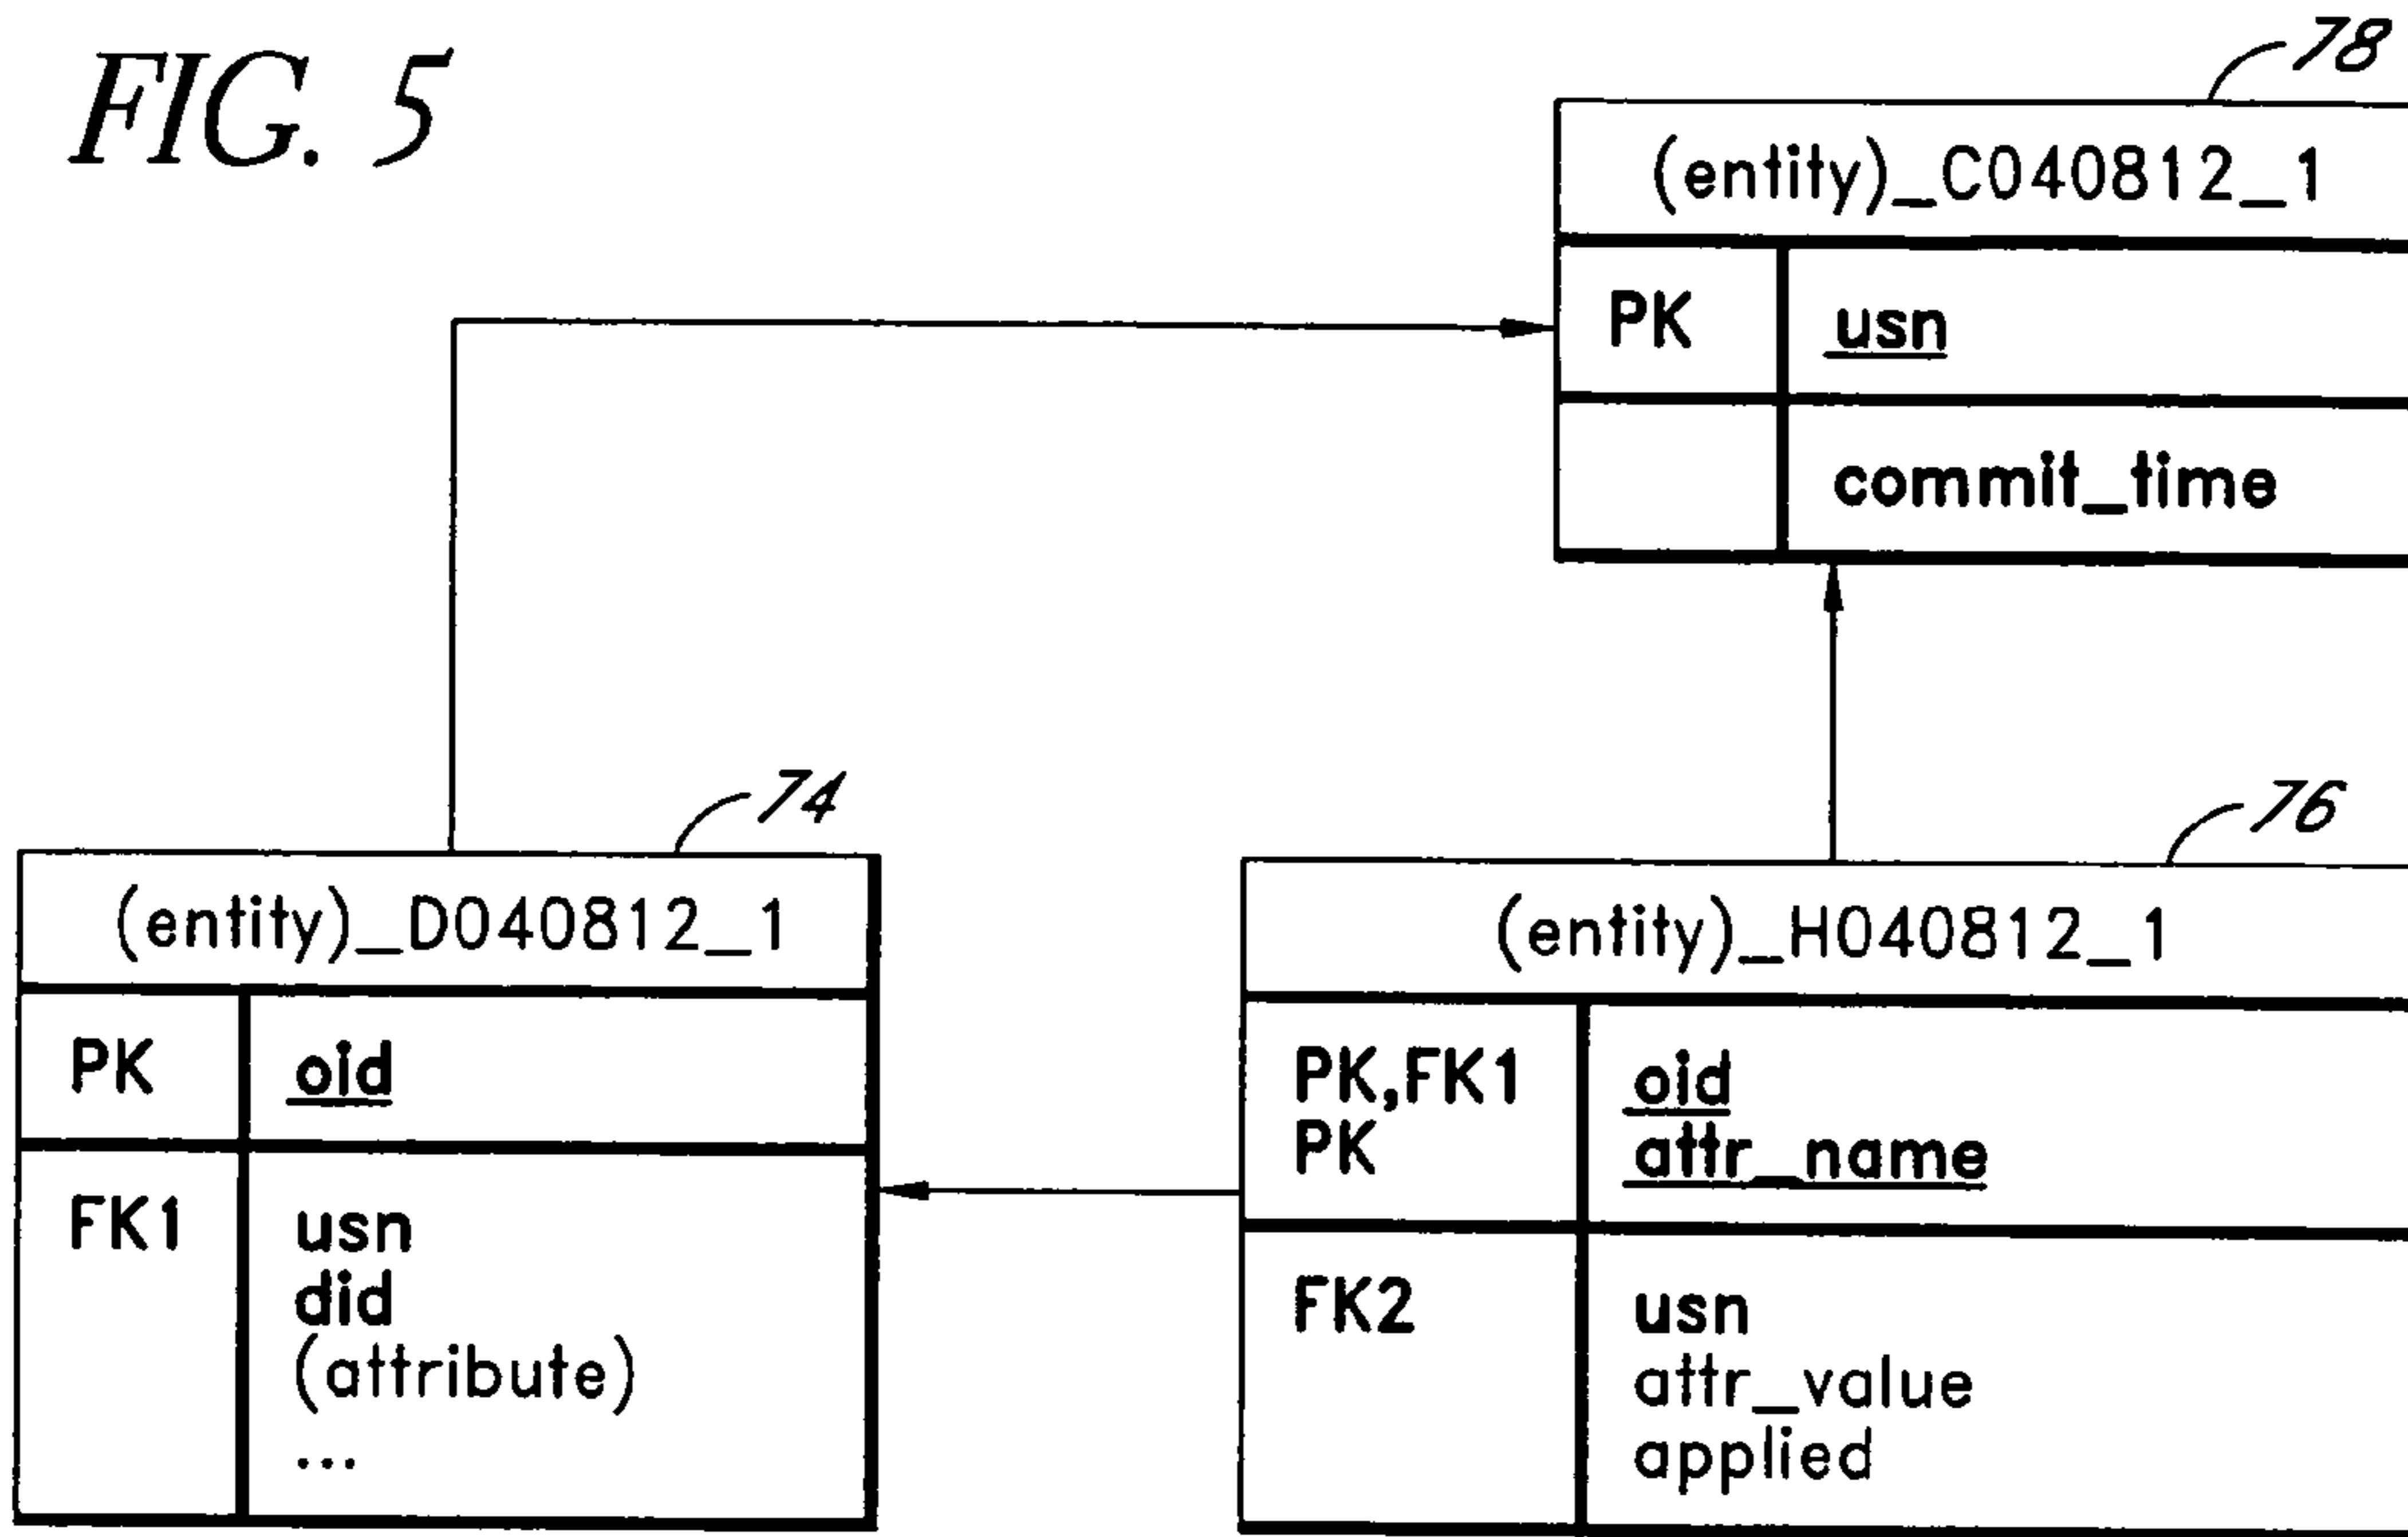 FIG. 5
78
(entity)_C040812_1
PK usn
commit_time
74
(entity)_D040812_1
PK oid
FK1 usn
did
(attribute)
...
76
(entity)_H040812_1
PK,FK1 oid
PK attr_name
FK2 usn
attr_value
applied